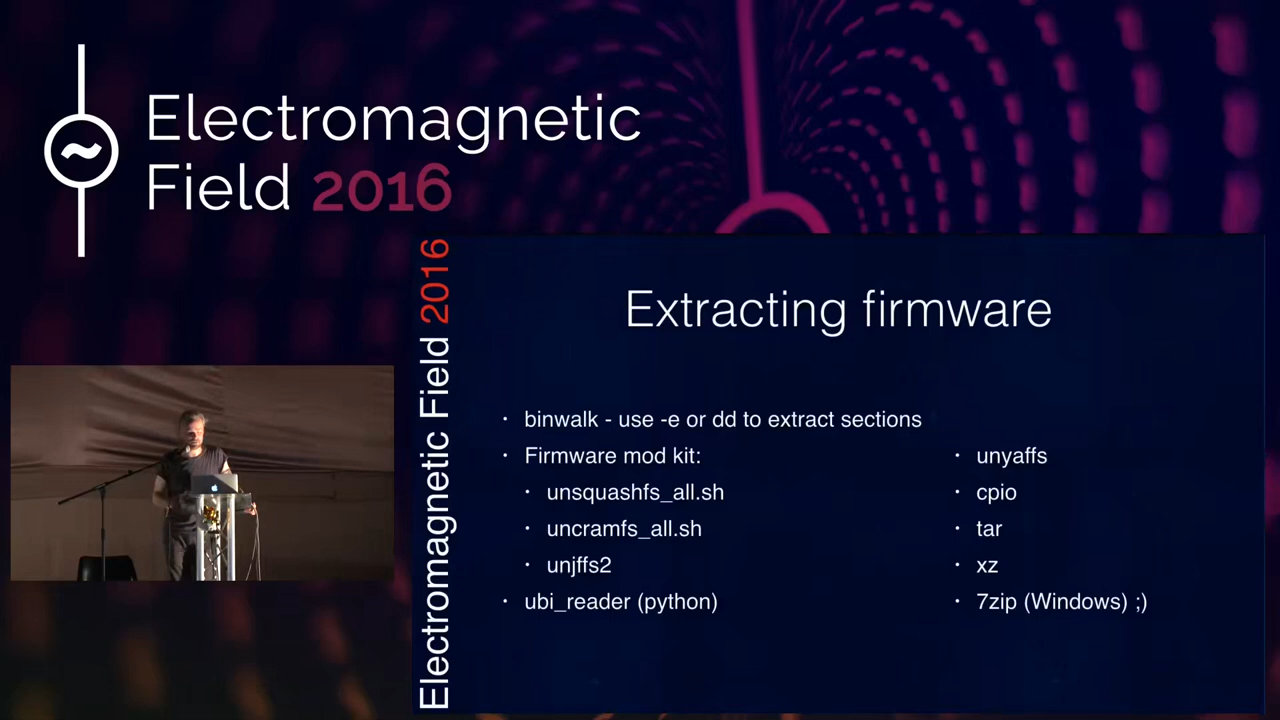 Electromagnetic
Field 2016
Electromagnetic Field 2016
Extracting firmware
· binwalk - use -e or dd to extract sections
· Firmware mod kit:
· unsquashfs_all.sh
· uncramfs_all.sh
· unjffs2
· ubi_reader (python)
· unyaffs
· cpio
· tar
· xz
· 7zip (Windows) ;)